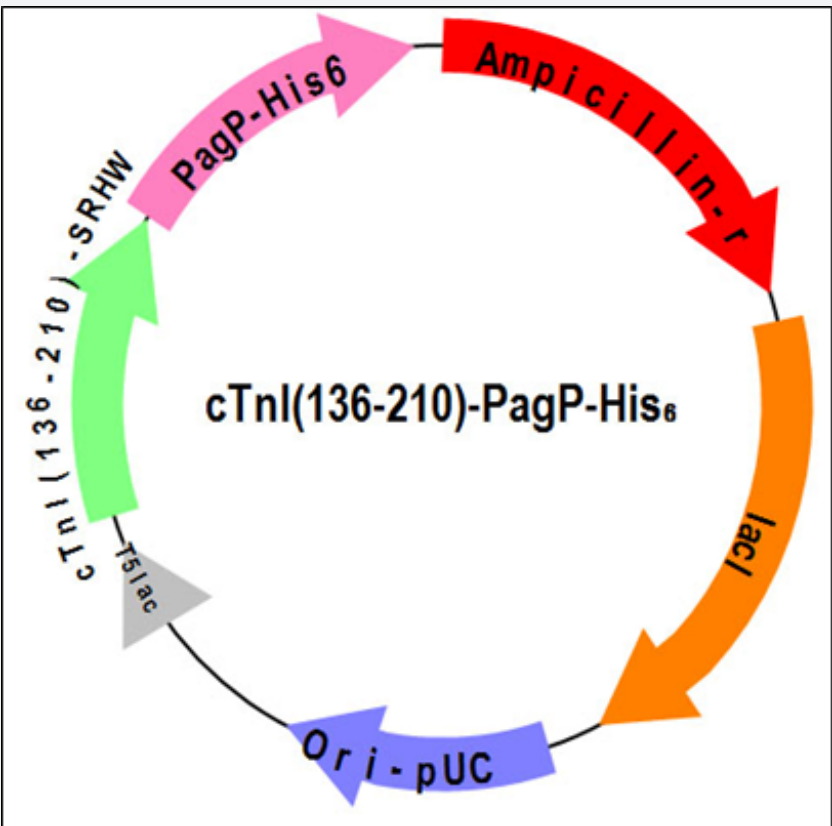 PagP-His6
Ampicillin-r
cTnI(136-210)-SRHW
cTnI(136-210)-PagP-His₆
lacI
T5lac
Ori-pUC